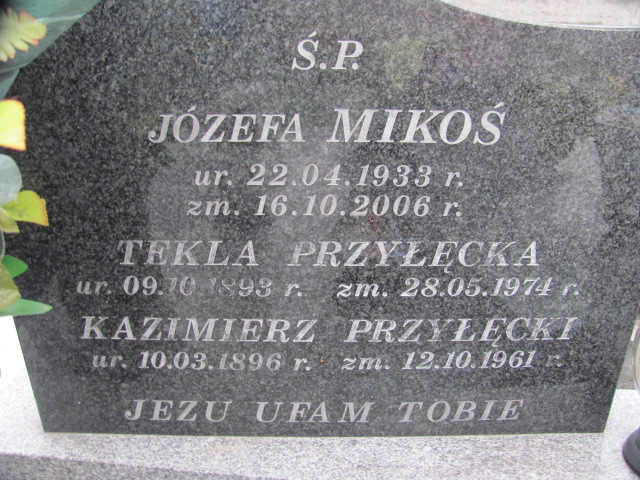 Ś.P.
JÓZEFA MIKOŚ
ur. 22.04.1933 r.
zm. 16.10.2006 r.
TEKLA PRZYŁĘCKA
ur. 09.10.1893 r. zm. 28.05.1974 r.
KAZIMIERZ PRZYŁĘCKI
ur. 10.03.1896 r. zm. 12.10.1961 r.
JEZU UFAM TOBIE